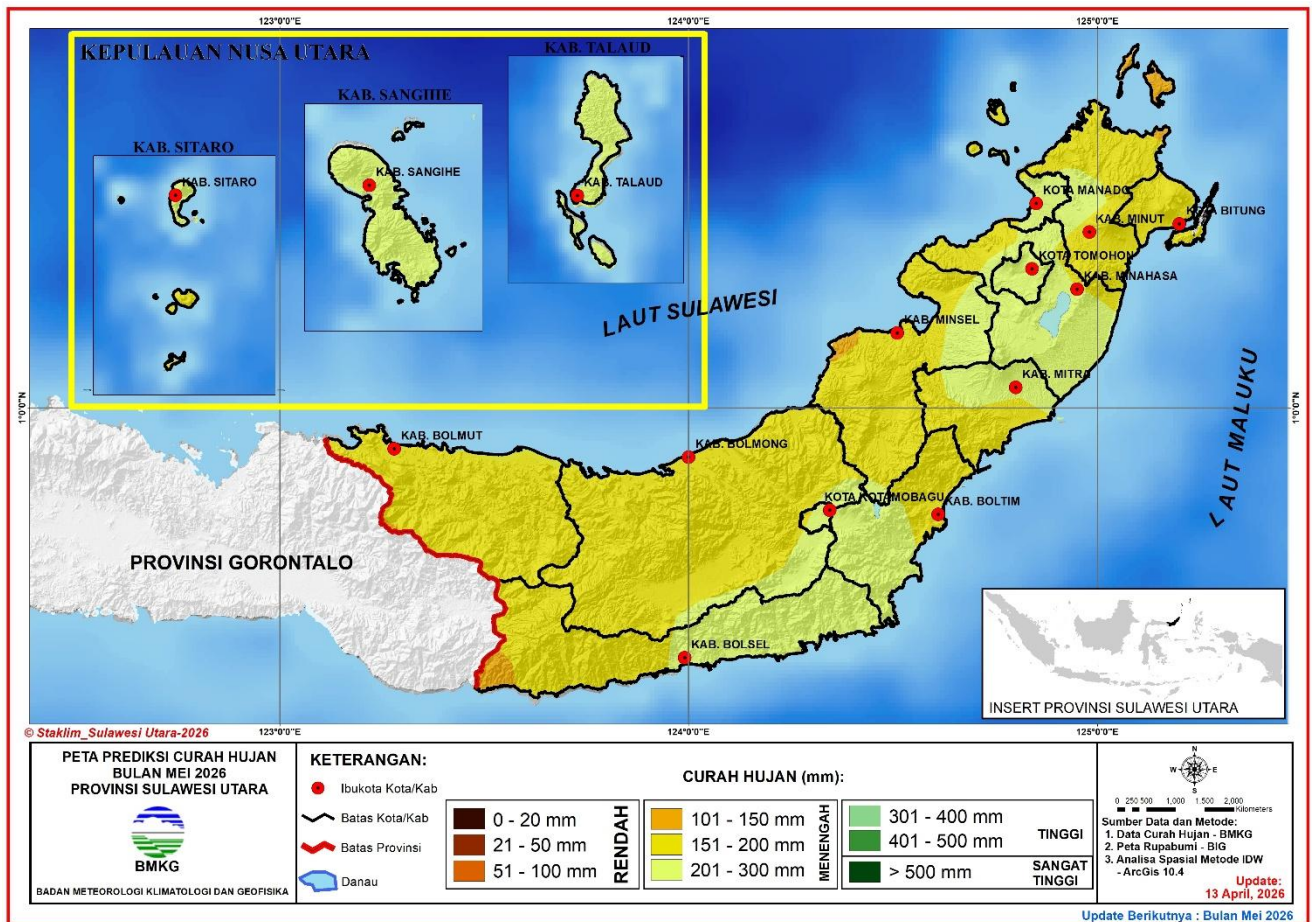 123°0'0"E
124°0'0"E
125°0'0"E
KEPULAUAN NUSA UTARA
KAB. TALAUD
KAB. SANGIHE
KAB. SITARO
KAB. SITARO
KAB. SANGIHE
KAB. TALAUD
KOTA MANADO
KAB. MINUT
KOTA BITUNG
KOTA TOMOHON
KAB. MINAHASA
LAUT SULAWESI
KAB. MINSEL
KAB. MITRA
LAUT MALUKU
1°0'0"N
1°0'0"N
KAB. BOLMUT
KAB. BOLMONG
KOTA KOTAMOBAGU
KAB. BOLTIM
PROVINSI GORONTALO
KAB. BOLSEL
INSERT PROVINSI SULAWESI UTARA
123°0'0"E
124°0'0"E
125°0'0"E
© Staklim_Sulawesi Utara-2026
PETA PREDIKSI CURAH HUJAN
BULAN MEI 2026
PROVINSI SULAWESI UTARA
BMKG
BADAN METEOROLOGI KLIMATOLOGI DAN GEOFISIKA
KETERANGAN:
Ibukota Kota/Kab
Batas Kota/Kab
Batas Provinsi
Danau
CURAH HUJAN (mm):
0 - 20 mm
21 - 50 mm
51 - 100 mm
RENDAH
101 - 150 mm
151 - 200 mm
201 - 300 mm
MENENGAH
301 - 400 mm
401 - 500 mm
TINGGI
> 500 mm
SANGAT
TINGGI
N
W
E
S
0 250 500 1,000 1,500 2,000
Kilometers
Sumber Data dan Metode:
1. Data Curah Hujan - BMKG
2. Peta Rupabumi - BIG
3. Analisa Spasial Metode IDW
- ArcGis 10.4
Update:
13 April, 2026
Update Berikutnya : Bulan Mei 2026